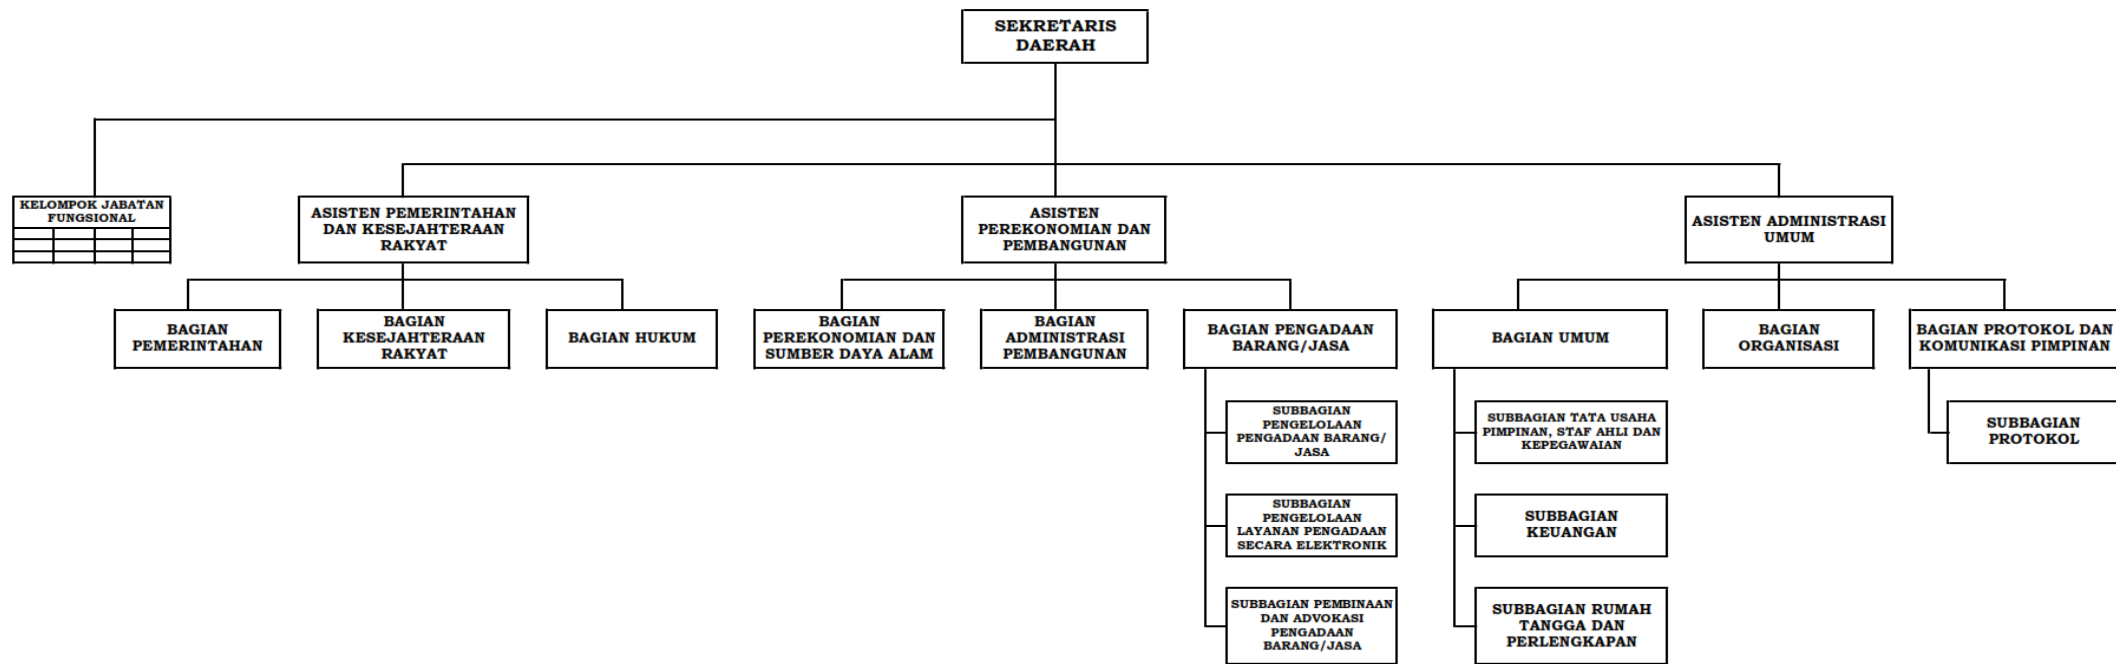 SEKRETARIS
DAERAH
KELOMPOK JABATAN
FUNGSIONAL
ASISTEN PEMERINTAHAN
DAN KESEJAHTERAAN
RAKYAT
ASISTEN
PEREKONOMIAN DAN
PEMBANGUNAN
ASISTEN ADMINISTRASI
UMUM
BAGIAN
PEMERINTAHAN
BAGIAN
KESEJAHTERAAN
RAKYAT
BAGIAN HUKUM
BAGIAN
PEREKONOMIAN DAN
SUMBER DAYA ALAM
BAGIAN
ADMINISTRASI
PEMBANGUNAN
BAGIAN PENGADAAN
BARANG/JASA
BAGIAN UMUM
BAGIAN
ORGANISASI
BAGIAN PROTOKOL DAN
KOMUNIKASI PIMPINAN
SUBBAGIAN
PENGELOLAAN
PENGADAAN BARANG/
JASA
SUBBAGIAN TATA USAHA
PIMPINAN, STAF AHLI DAN
KEPEGAWAIAN
SUBBAGIAN
PROTOKOL
SUBBAGIAN
PENGELOLAAN
LAYANAN PENGADAAN
SECARA ELEKTRONIK
SUBBAGIAN
KEUANGAN
SUBBAGIAN PEMBINAAN
DAN ADVOKASI
PENGADAAN
BARANG/JASA
SUBBAGIAN RUMAH
TANGGA DAN
PERLENGKAPAN